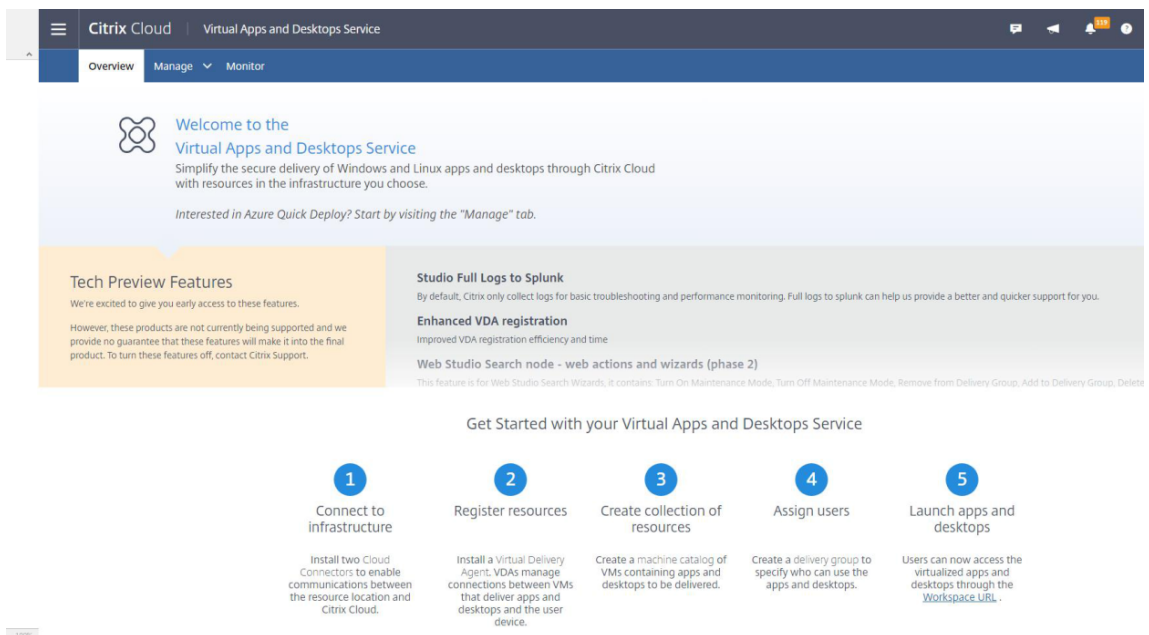 Citrix Cloud Virtual Apps and Desktops Service
119
?
Overview Manage Monitor
Welcome to the
Virtual Apps and Desktops Service
Simplify the secure delivery of Windows and Linux apps and desktops through Citrix Cloud
with resources in the infrastructure you choose.
Interested in Azure Quick Deploy? Start by visiting the "Manage" tab.
Tech Preview Features
We're excited to give you early access to these features.
However, these products are not currently being supported and we
provide no guarantee that these features will make it into the final
product. To turn these features off, contact Citrix Support.
Studio Full Logs to Splunk
By default, Citrix only collect logs for basic troubleshooting and performance monitoring. Full logs to splunk can help us provide a better and quicker support for you.
Enhanced VDA registration
Improved VDA registration efficiency and time
Web Studio Search node - web actions and wizards (phase 2)
This feature is for Web Studio Search Wizards, it contains: Turn On Maintenance Mode, Turn Off Maintenance Mode, Remove from Delivery Group, Add to Delivery Group, Delete
Get Started with your Virtual Apps and Desktops Service
1
Connect to
infrastructure
Install two Cloud
Connectors to enable
communications between
the resource location and
Citrix Cloud.
2
Register resources
Install a Virtual Delivery
Agent. VDAs manage
connections between VMs
that deliver apps and
desktops and the user
device.
3
Create collection of
resources
Create a machine catalog of
VMs containing apps and
desktops to be delivered.
4
Assign users
Create a delivery group to
specify who can use the
apps and desktops.
5
Launch apps and
desktops
Users can now access the
virtualized apps and
desktops through the
Workspace URL .